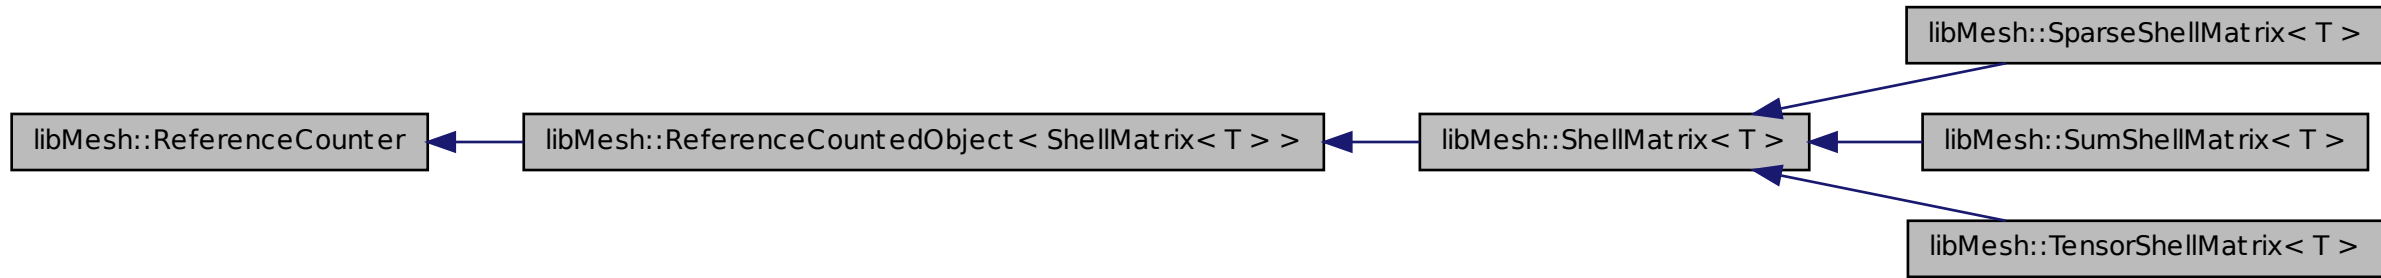 libMesh::SparseShellMatrix< T >
libMesh::ReferenceCounter
libMesh::ReferenceCountedObject< ShellMatrix< T > >
libMesh::ShellMatrix< T >
libMesh::SumShellMatrix< T >
libMesh::TensorShellMatrix< T >